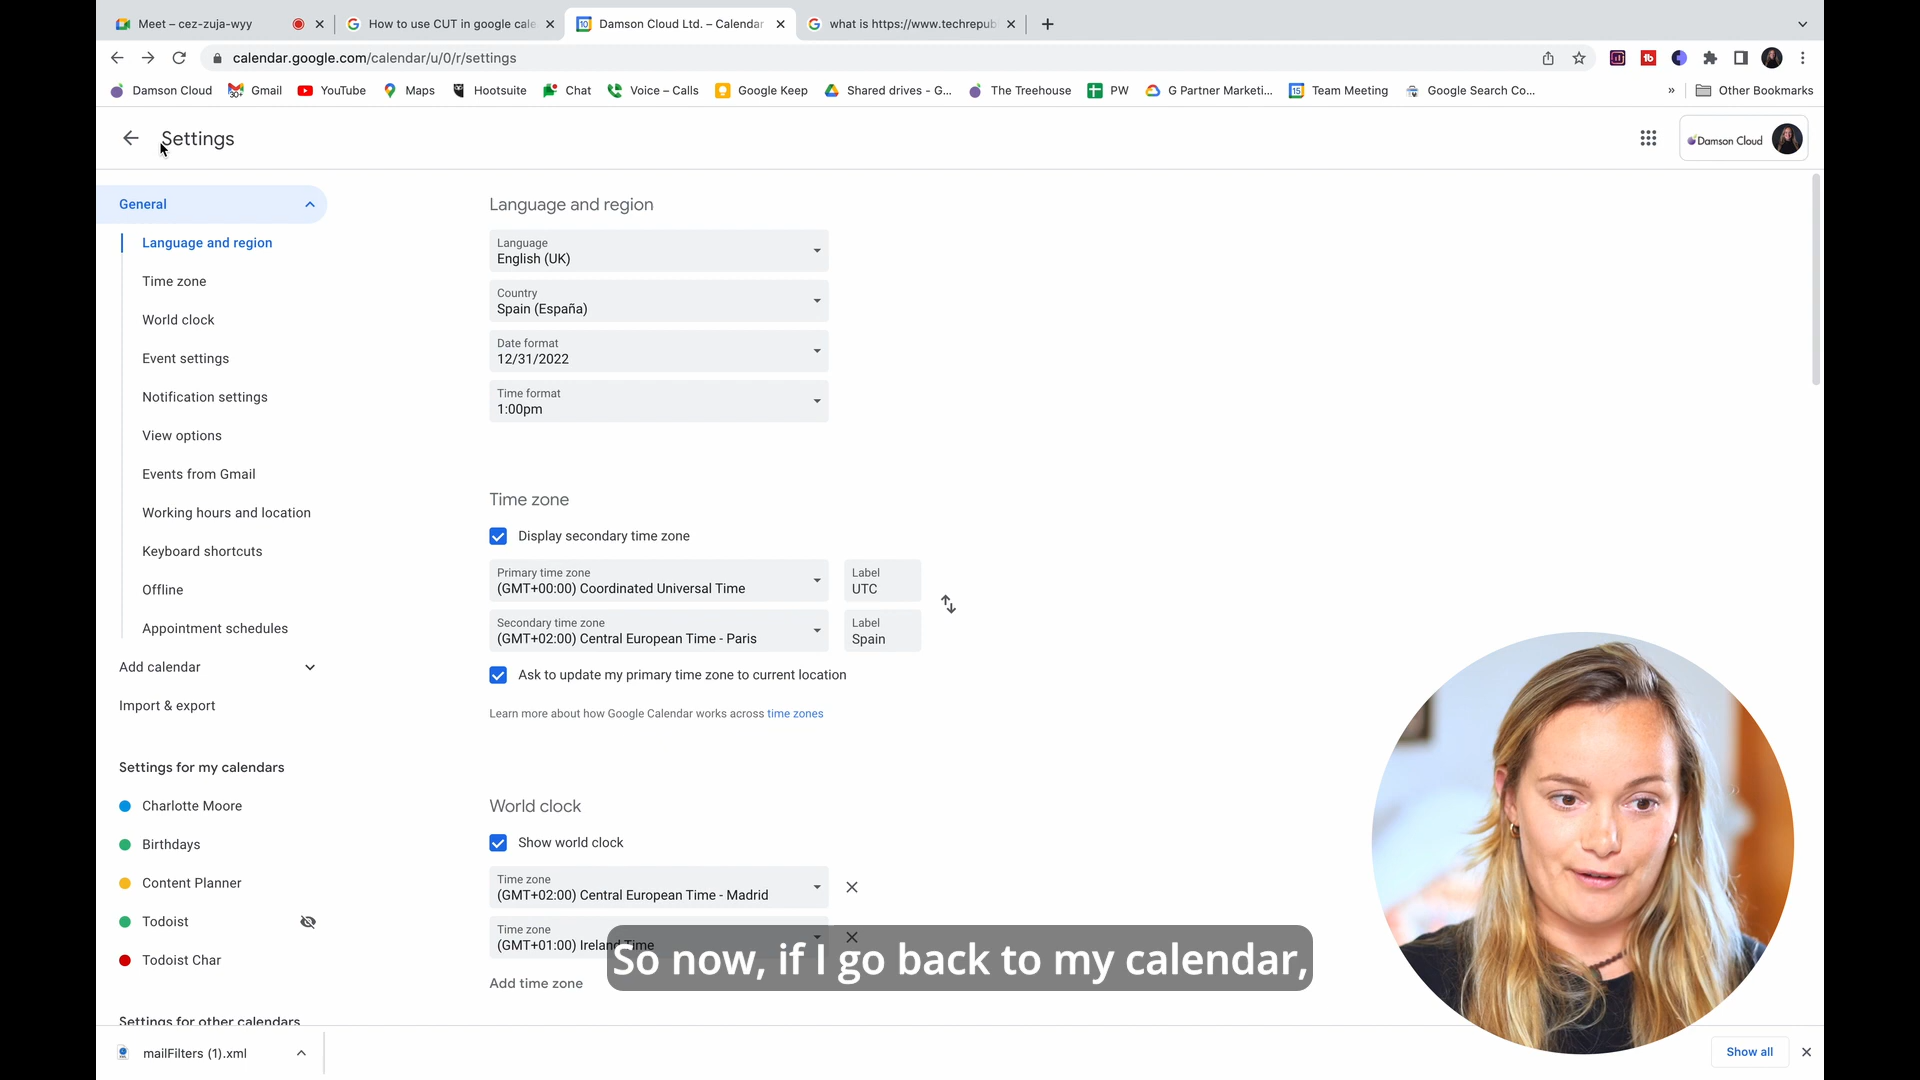 Meet – cez-zuja-wyy
How to use CUT in google cale
Damson Cloud Ltd. – Calendar
what is https://www.techrepub
calendar.google.com/calendar/u/0/r/settings
Damson Cloud
Gmail
YouTube
Maps
Hootsuite
Chat
Voice – Calls
Google Keep
Shared drives - G...
The Treehouse
PW
G Partner Marketi...
Team Meeting
Google Search Co...
»
Other Bookmarks
Settings
Damson Cloud
General
Language and region
Time zone
World clock
Event settings
Notification settings
View options
Events from Gmail
Working hours and location
Keyboard shortcuts
Offline
Appointment schedules
Add calendar
Import & export
Settings for my calendars
Charlotte Moore
Birthdays
Content Planner
Todoist
Todoist Char
Settings for other calendars
Language and region
Language
English (UK)
Country
Spain (España)
Date format
12/31/2022
Time format
1:00pm
Time zone
Display secondary time zone
Primary time zone
(GMT+00:00) Coordinated Universal Time
Label
UTC
Secondary time zone
(GMT+02:00) Central European Time - Paris
Label
Spain
Ask to update my primary time zone to current location
Learn more about how Google Calendar works across time zones
World clock
Show world clock
Time zone
(GMT+02:00) Central European Time - Madrid
Time zone
(GMT+01:00) Ireland Time
Add time zone
So now, if I go back to my calendar,
mailFilters (1).xml
Show all